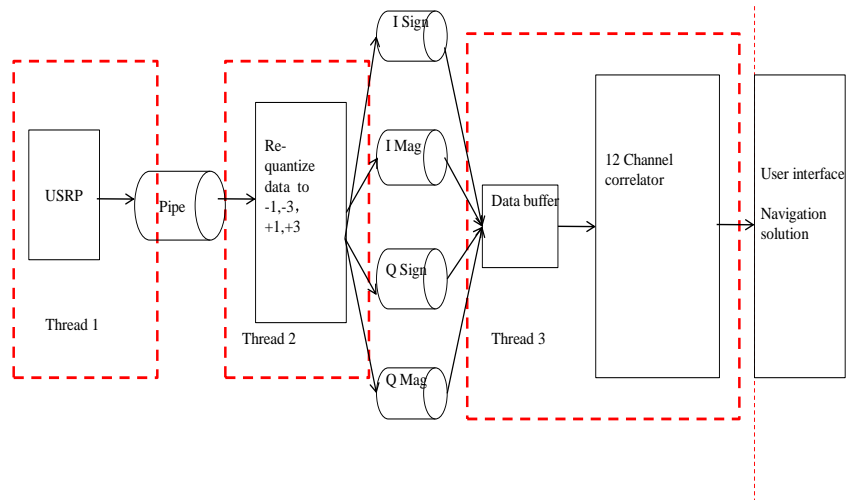 I Sign
Re-
quantize
data to
-1,-3,
+1,+3
I Mag
12 Channel
correlator
USRP
Pipe
User interface
Data buffer
Navigation
solution
Q Sign
Thread 1
Thread 2
Thread 3
Q Mag